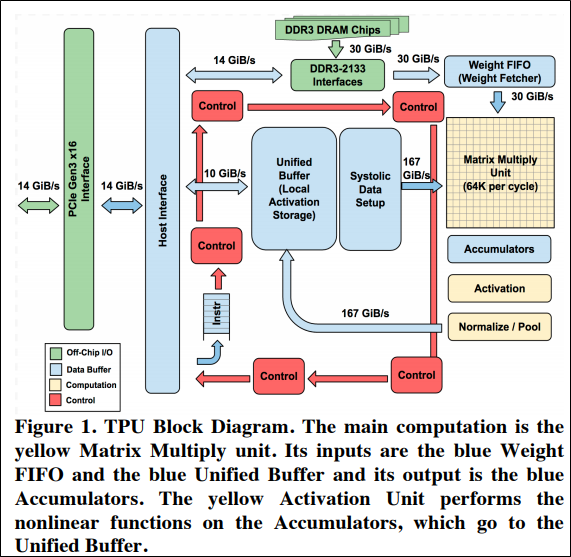 DDR3 DRAM Chips
30 GiB/s
14 GiB/s
DDR3-2133
Interfaces
30 GiB/s
Weight FIFO
(Weight Fetcher)
30 GiB/s
Control
Control
PCIe Gen3 x16
Interface
14 GiB/s
14 GiB/s
Host Interface
10 GiB/s
Unified
Buffer
(Local
Activation
Storage)
Systolic
Data
Setup
167
GiB/s
Matrix Multiply
Unit
(64K per cycle)
Control
Accumulators
Activation
Instr
167 GiB/s
Normalize / Pool
Off-Chip I/O
Data Buffer
Computation
Control
Control
Control
Figure 1. TPU Block Diagram. The main computation is the
yellow Matrix Multiply unit. Its inputs are the blue Weight
FIFO and the blue Unified Buffer and its output is the blue
Accumulators. The yellow Activation Unit performs the
nonlinear functions on the Accumulators, which go to the
Unified Buffer.